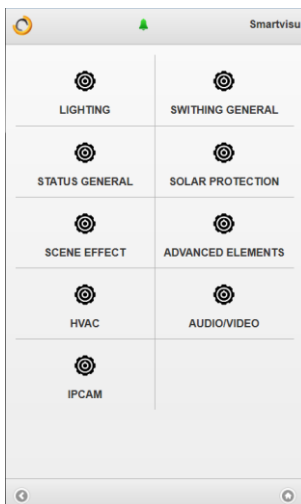 Smartvisu
LIGHTING
SWITHING GENERAL
STATUS GENERAL
SOLAR PROTECTION
SCENE EFFECT
ADVANCED ELEMENTS
HVAC
AUDIO/VIDEO
IPCAM